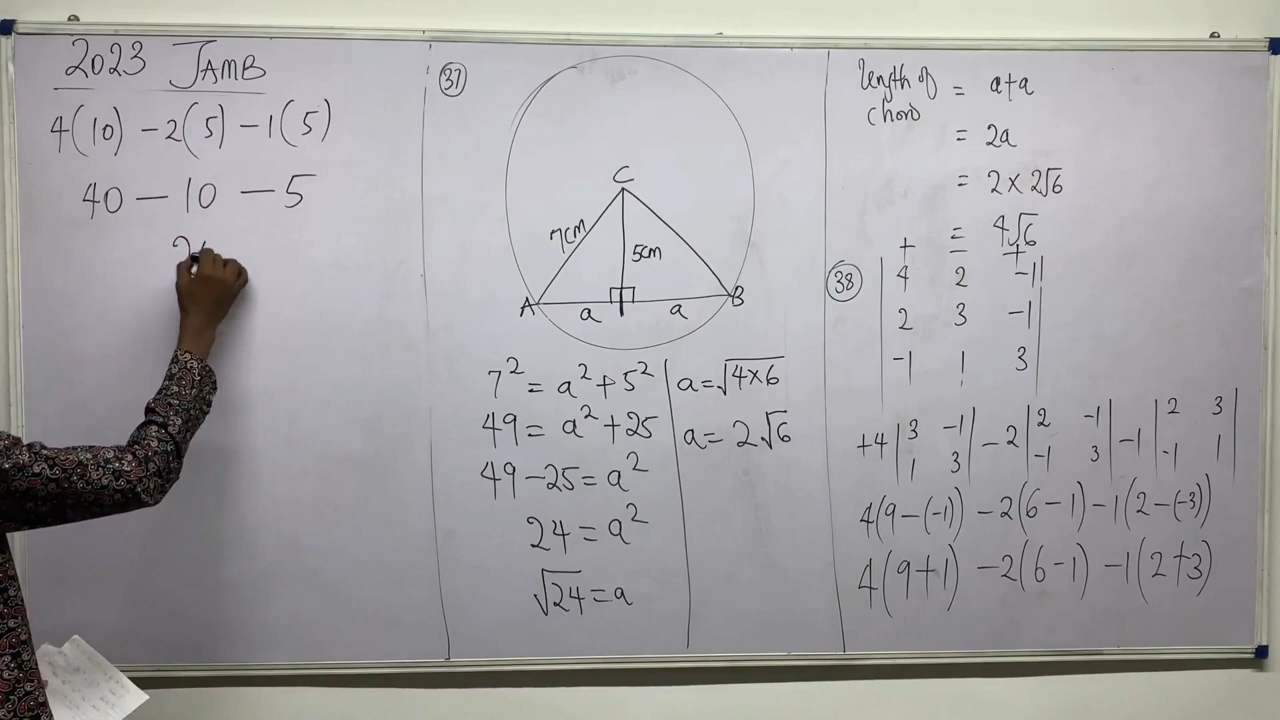 2023 JAMB
4(10) -2(5) -1(5)
40 - 10 - 5
37
C
7cm
5cm
A
B
a
a
7² = a² + 5²
49 = a² + 25
49 - 25 = a²
24 = a²
√24 = a
a = √4×6
a = 2√6
length of chord = a+a
= 2a
= 2 × 2√6
= 4√6
+ - +
38
4 2 -1
2 3 -1
-1 1 3
+4 | 3 -1 | -2 | 2 -1 | -1 | 2 3 |
| 1 3 | | -1 3 | | -1 1 |
4(9-(-1)) -2(6-1) -1(2-(-3))
4(9+1) -2(6-1) -1(2+3)